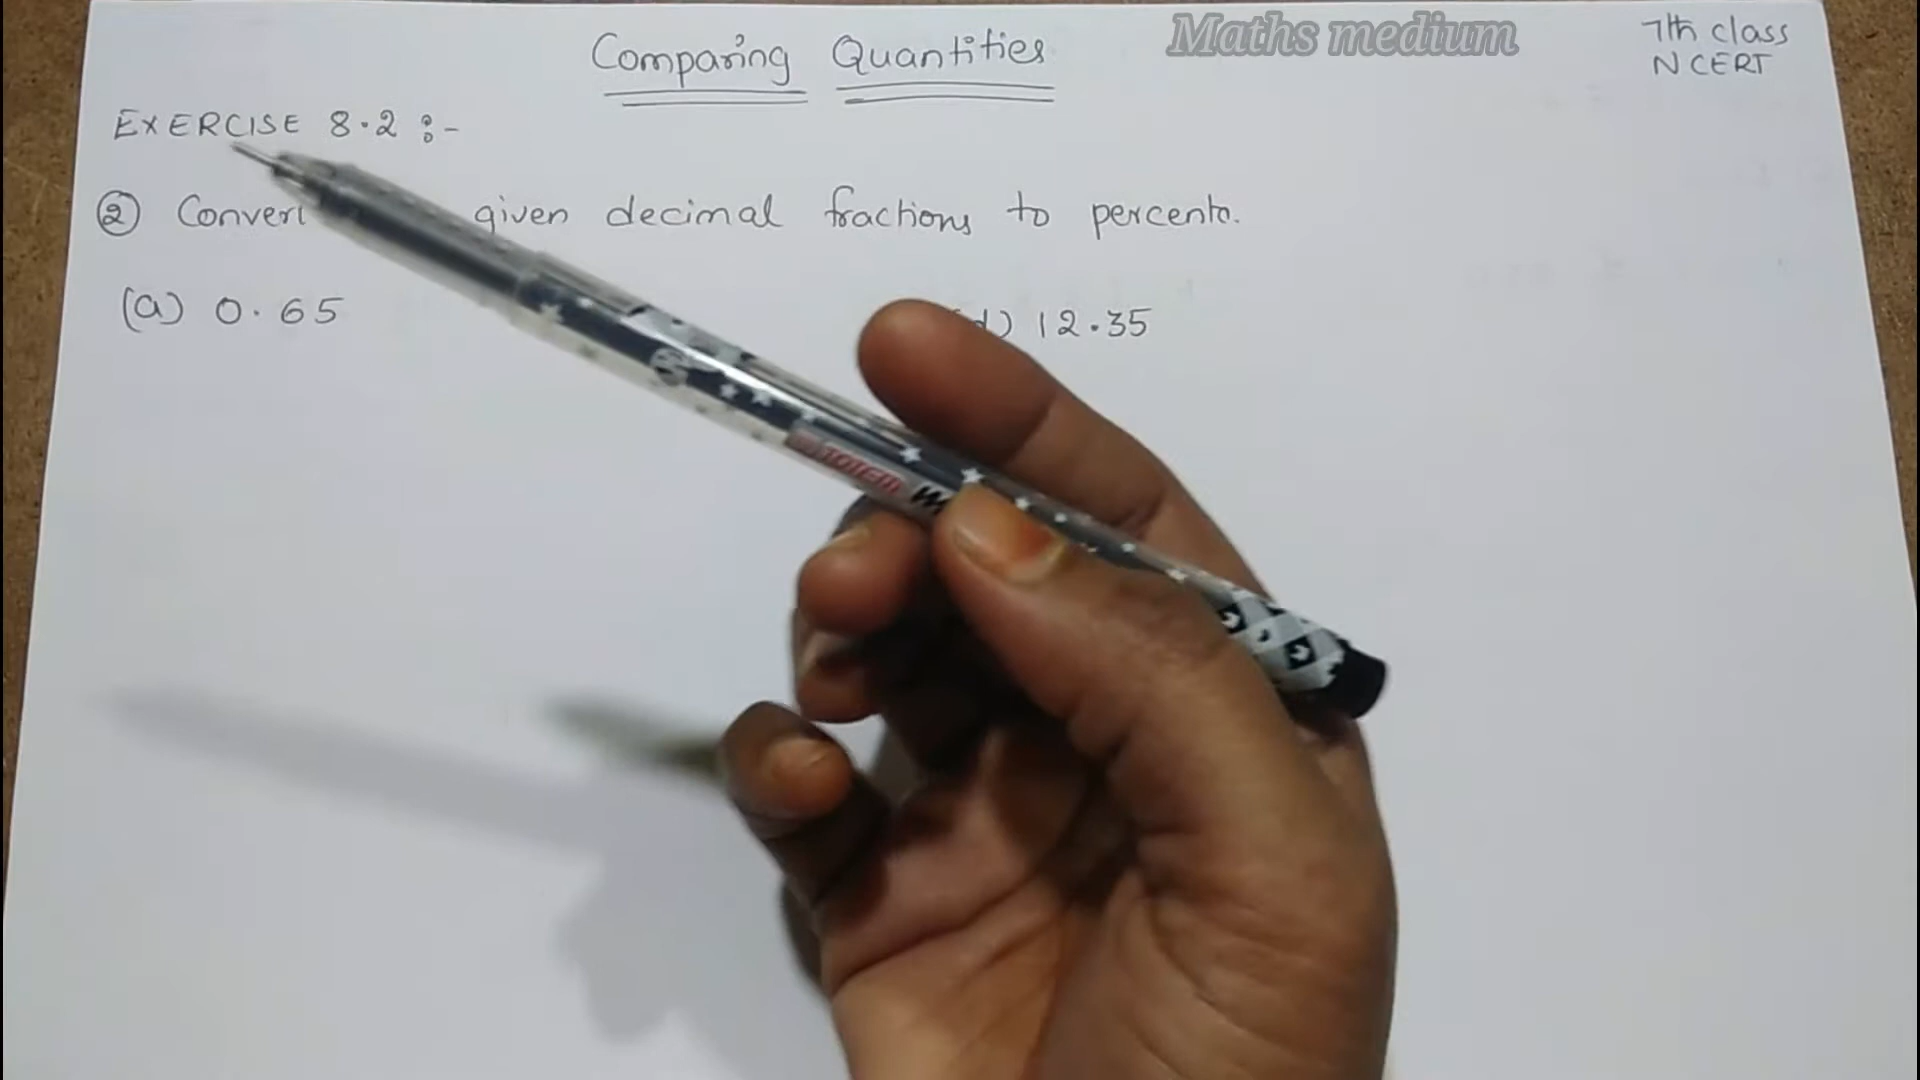 Comparing Quantities
Maths medium
7th class
NCERT
EXERCISE 8.2 :-
② Convert given decimal fractions to percents.
(a) 0.65
(d) 12.35
TOTEM